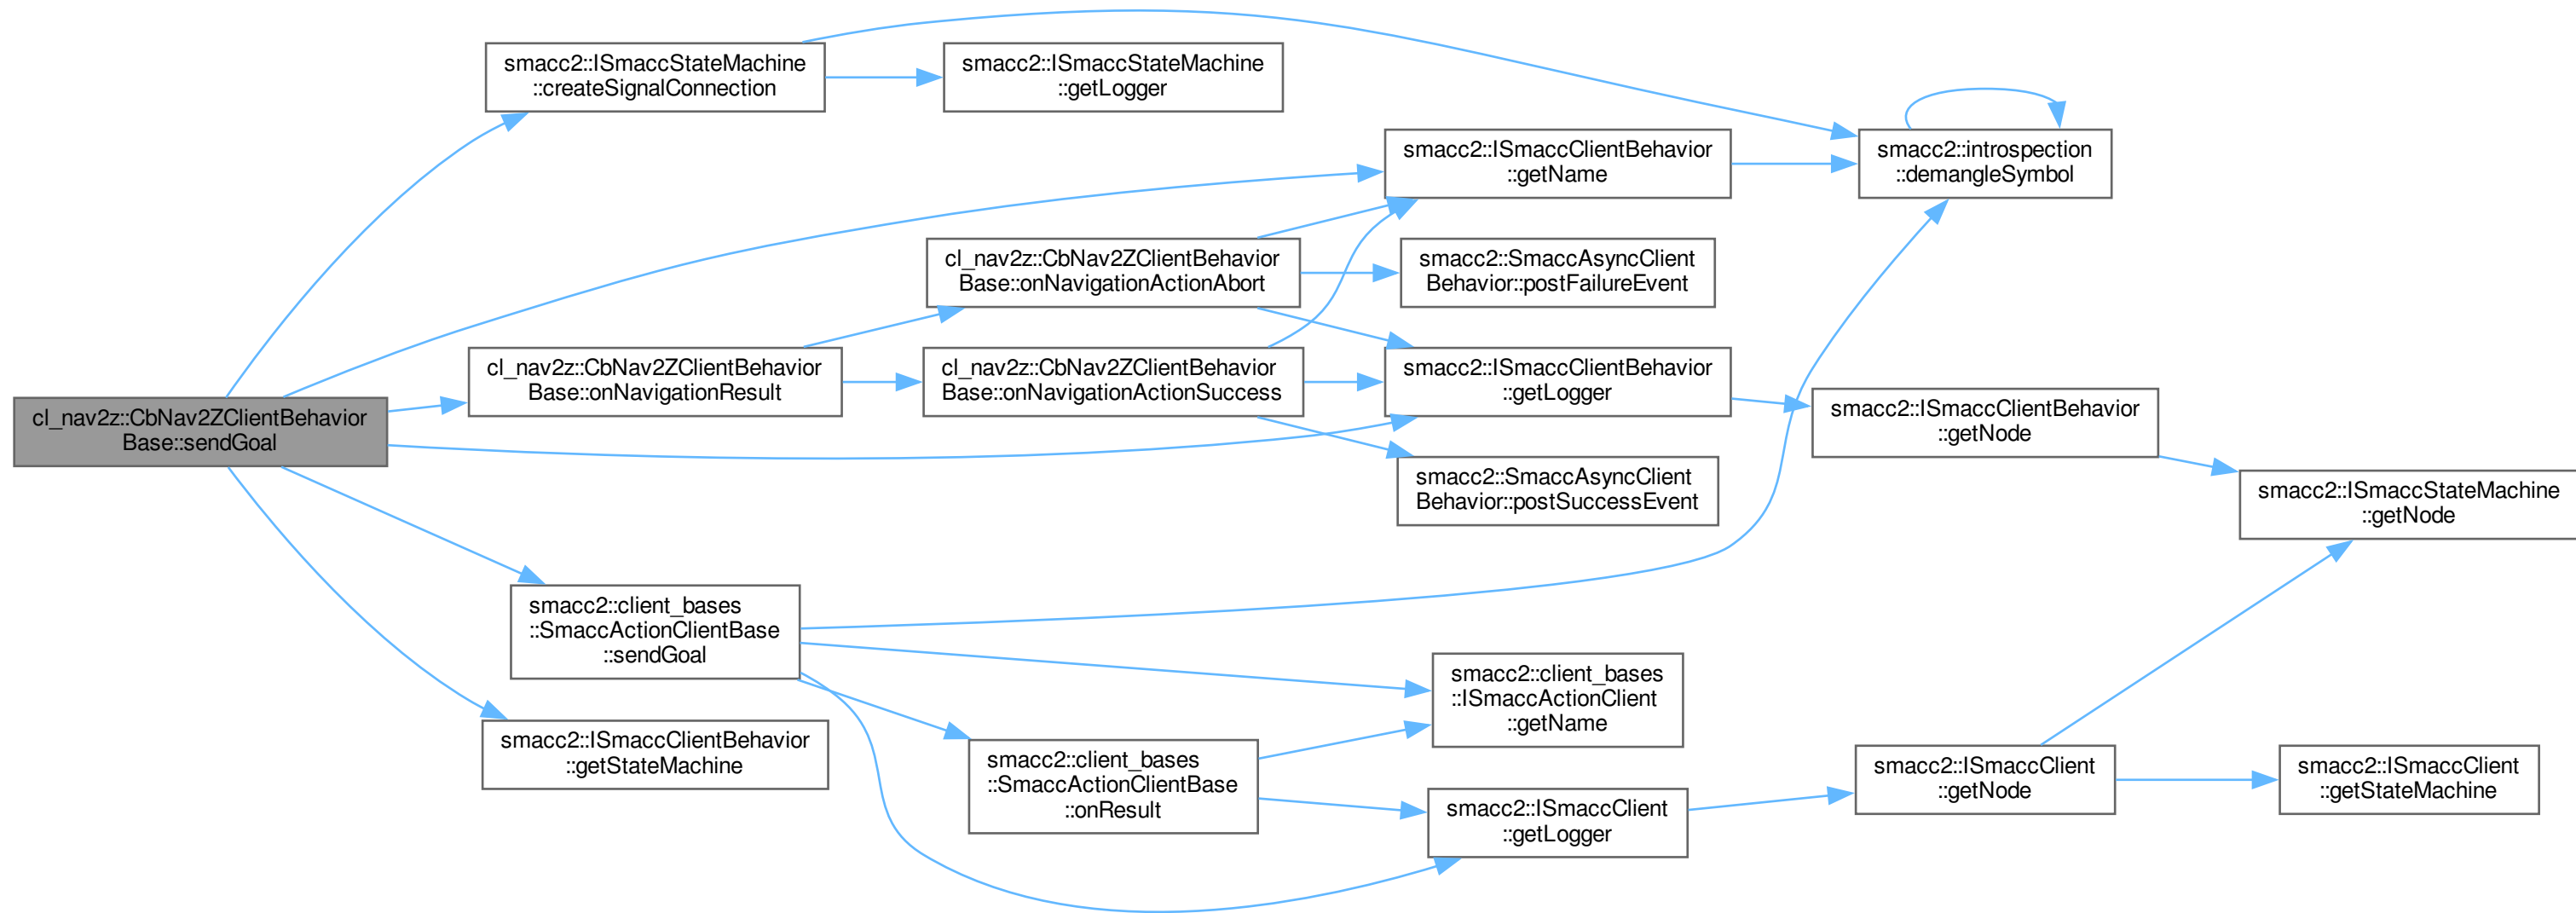 smacc2::ISmaccStateMachine
::createSignalConnection
smacc2::ISmaccStateMachine
::getLogger
smacc2::ISmaccClientBehavior
::getName
smacc2::introspection
::demangleSymbol
cl_nav2z::CbNav2ZClientBehavior
Base::onNavigationActionAbort
smacc2::SmaccAsyncClient
Behavior::postFailureEvent
cl_nav2z::CbNav2ZClientBehavior
Base::onNavigationResult
cl_nav2z::CbNav2ZClientBehavior
Base::onNavigationActionSuccess
smacc2::ISmaccClientBehavior
::getLogger
cl_nav2z::CbNav2ZClientBehavior
Base::sendGoal
smacc2::ISmaccClientBehavior
::getNode
smacc2::SmaccAsyncClient
Behavior::postSuccessEvent
smacc2::ISmaccStateMachine
::getNode
smacc2::client_bases
::SmaccActionClientBase
::sendGoal
smacc2::client_bases
::ISmaccActionClient
::getName
smacc2::ISmaccClientBehavior
::getStateMachine
smacc2::client_bases
::SmaccActionClientBase
::onResult
smacc2::ISmaccClient
::getLogger
smacc2::ISmaccClient
::getNode
smacc2::ISmaccClient
::getStateMachine